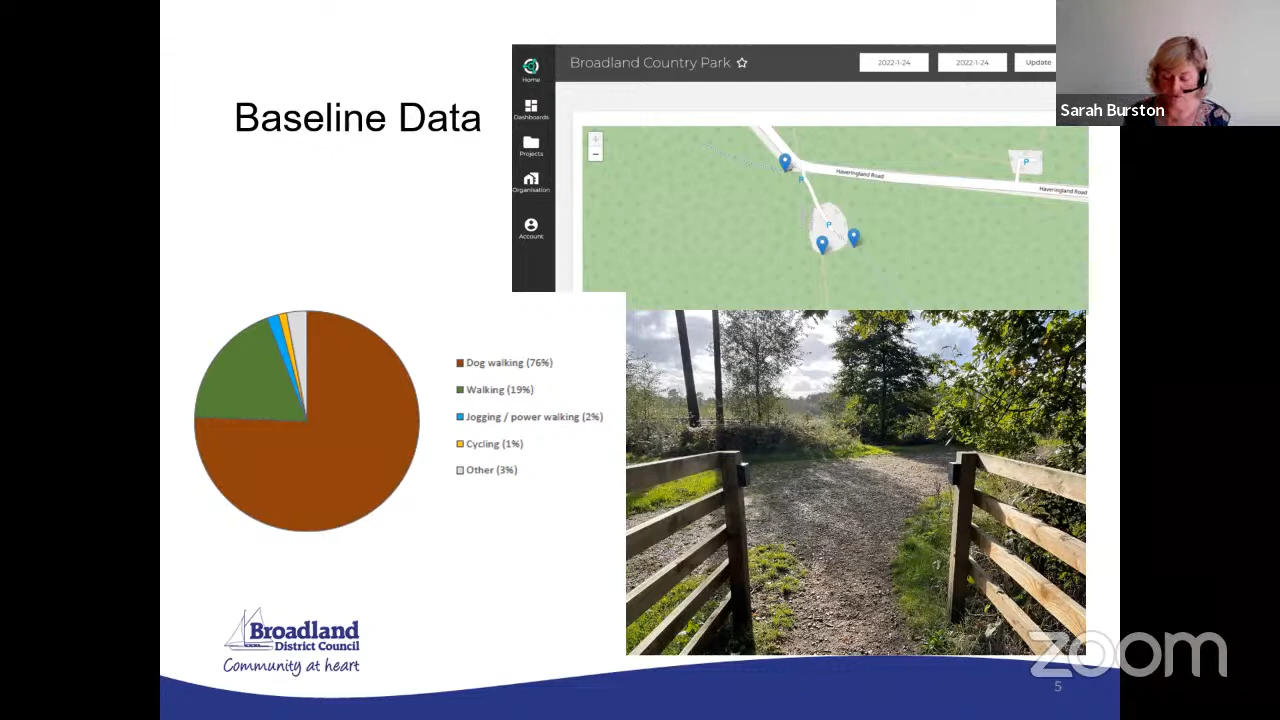 Baseline Data
Home
Dashboards
Projects
Organisation
Account
Broadland Country Park
2022-1-24
2022-1-24
Update
P
P
P
Haveringland Road
Haveringland Road
Sarah Burston
Dog walking (76%)
Walking (19%)
Jogging / power walking (2%)
Cycling (1%)
Other (3%)
Broadland
District Council
Community at heart
zoom
5